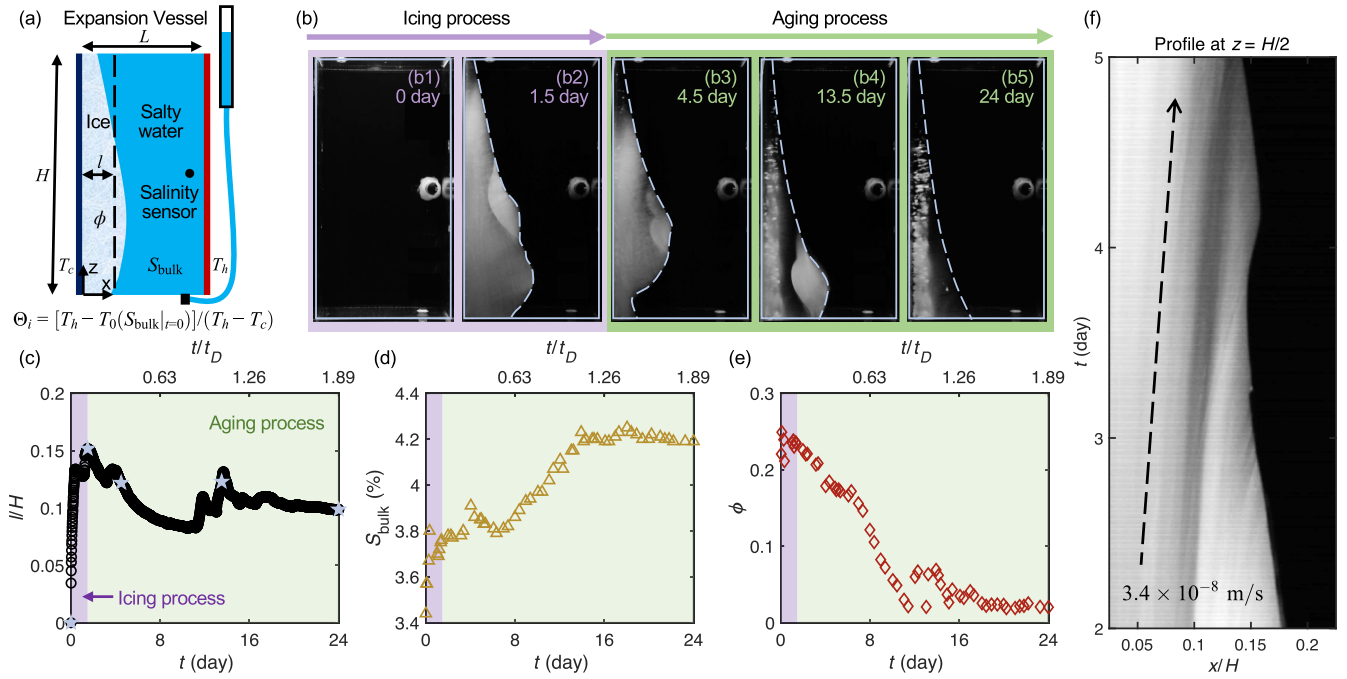 (a) Expansion Vessel
L
H
Ice
Salty
water
l
Salinity
sensor
ϕ
T_c
z
x
S_bulk
T_h
Θ_i = [T_h − T_0(S_bulk|_{t=0})]/(T_h − T_c)
(b)
Icing process
Aging process
(b1)
0 day
(b2)
1.5 day
(b3)
4.5 day
(b4)
13.5 day
(b5)
24 day
(c)
t/t_D
0.63 1.26 1.89
0.2
0.15
0.1
0.05
0
l/H
Aging process
Icing process
0 8 16 24
t (day)
(d)
t/t_D
0.63 1.26 1.89
4.4
4.2
4
3.8
3.6
3.4
S_bulk (%)
0 8 16 24
t (day)
(e)
t/t_D
0.63 1.26 1.89
0.3
0.2
0.1
0
ϕ
0 8 16 24
t (day)
(f)
Profile at z = H/2
5
4
3
2
t (day)
3.4 × 10⁻⁸ m/s
0.05 0.1 0.15 0.2
x/H